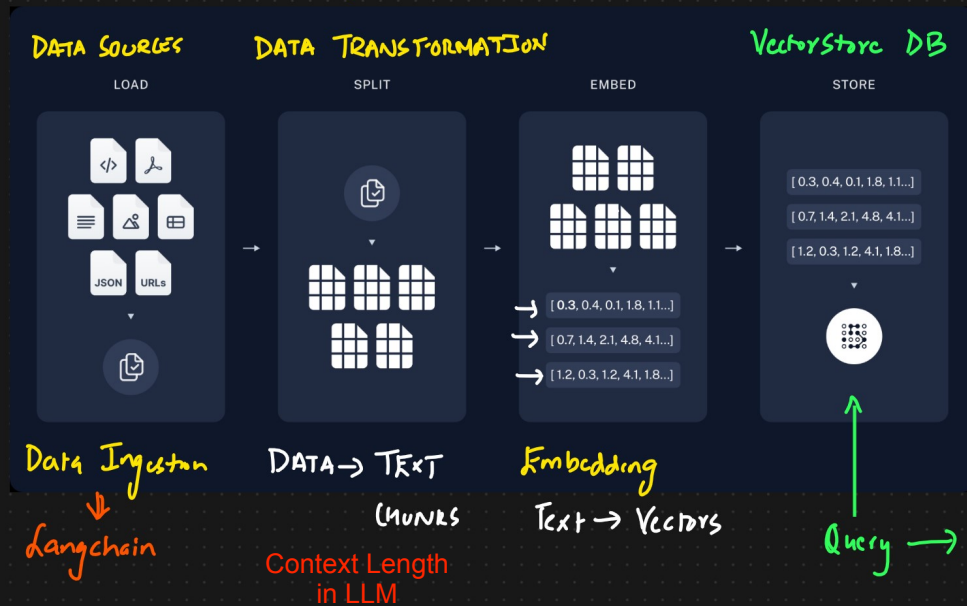 DATA SOURCES
DATA TRANSFORMATION
VectorStore DB
LOAD
SPLIT
EMBED
STORE
</>
JSON
URLs
[ 0.3, 0.4, 0.1, 1.8, 1.1...]
[ 0.7, 1.4, 2.1, 4.8, 4.1...]
[ 1.2, 0.3, 1.2, 4.1, 1.8...]
[ 0.3, 0.4, 0.1, 1.8, 1.1...]
[ 0.7, 1.4, 2.1, 4.8, 4.1...]
[ 1.2, 0.3, 1.2, 4.1, 1.8...]
Data Ingestion
Langchain
DATA → TEXT
CHUNKS
Context Length
in LLM
Embedding
Text → Vectors
Query →